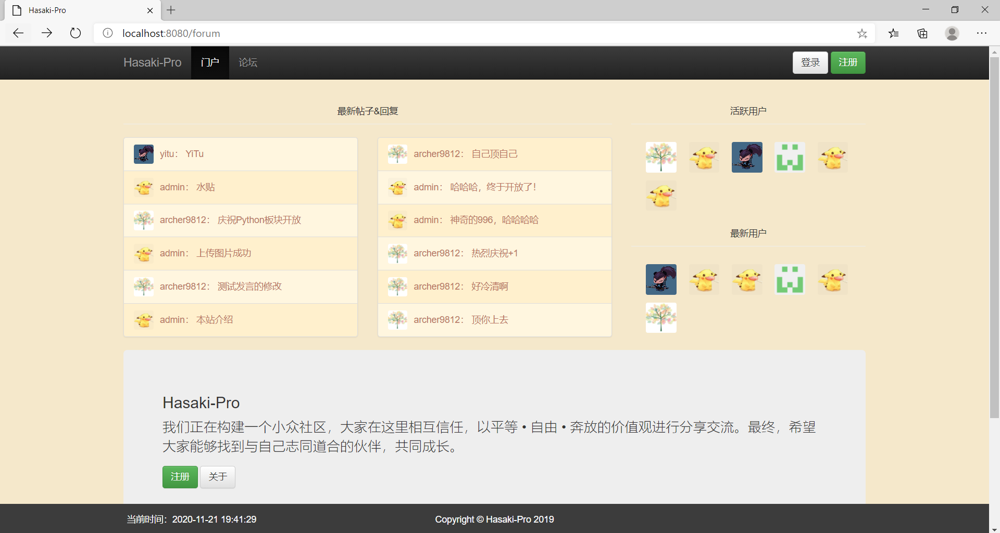 Hasaki-Pro
localhost:8080/forum
Hasaki-Pro 门户 论坛 登录 注册
最新帖子&回复
yitu： YiTu
admin： 水贴
archer9812： 庆祝Python板块开放
admin： 上传图片成功
archer9812： 测试发言的修改
admin： 本站介绍
archer9812： 自己顶自己
admin： 哈哈哈，终于开放了！
admin： 神奇的996，哈哈哈哈
archer9812： 热烈庆祝+1
archer9812： 好冷清啊
archer9812： 顶你上去
活跃用户
最新用户
Hasaki-Pro
我们正在构建一个小众社区，大家在这里相互信任，以平等 • 自由 • 奔放的价值观进行分享交流。最终，希望
大家能够找到与自己志同道合的伙伴，共同成长。
注册 关于
当前时间：2020-11-21 19:41:29
Copyright © Hasaki-Pro 2019